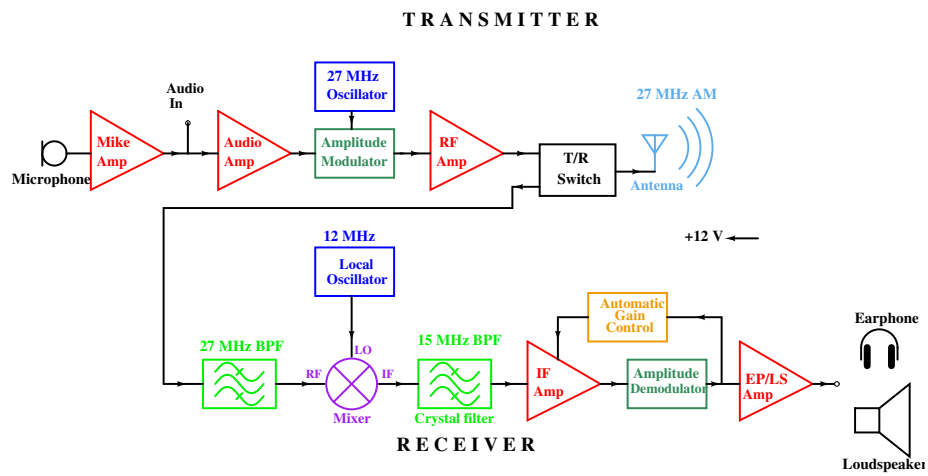 T R A N S M I T T E R
27 MHz
Oscillator
Audio
In
27 MHz AM
Mike
Amp
Audio
Amp
Amplitude
Modulator
RF
Amp
T/R
Switch
Microphone
Antenna
12 MHz
+12 V
Local
Oscillator
Automatic
Gain
Control
Earphone
27 MHz BPF
LO
15 MHz BPF
RF
IF
IF
Amp
Amplitude
Demodulator
EP/LS
Amp
Mixer
Crystal filter
R E C E I V E R
Loudspeaker